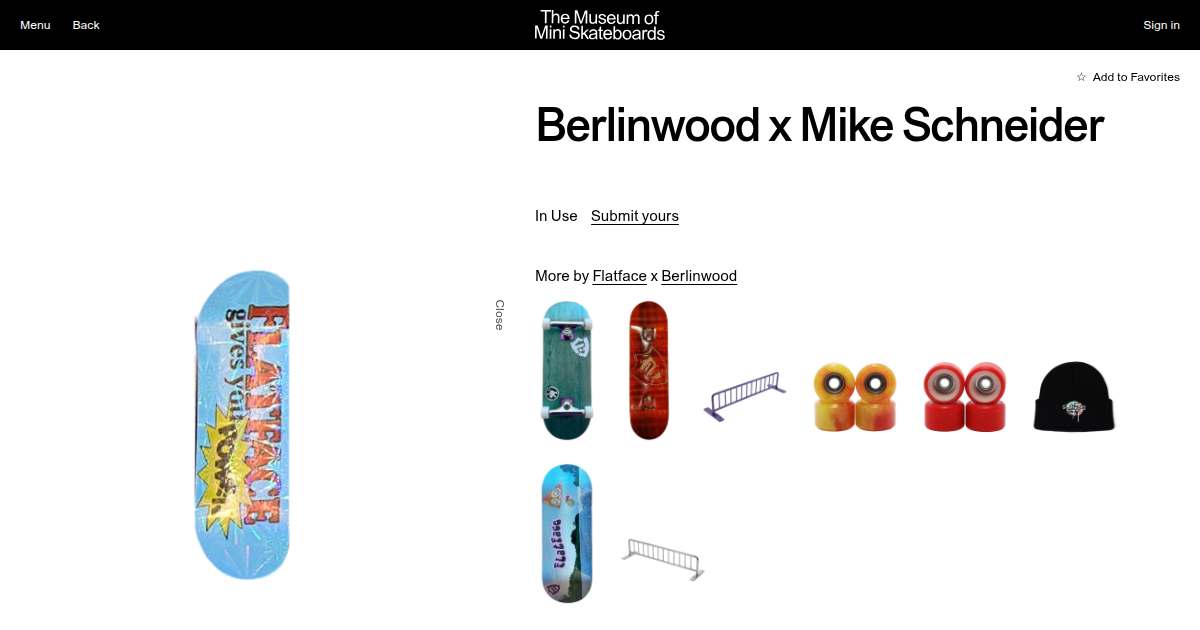 Menu
Back
The Museum of
Mini Skateboards
Sign in
☆ Add to Favorites
Berlinwood x Mike Schneider
In Use Submit yours
More by Flatface x Berlinwood
Close
FLATFACE
gives you
POWER
FLATFACE